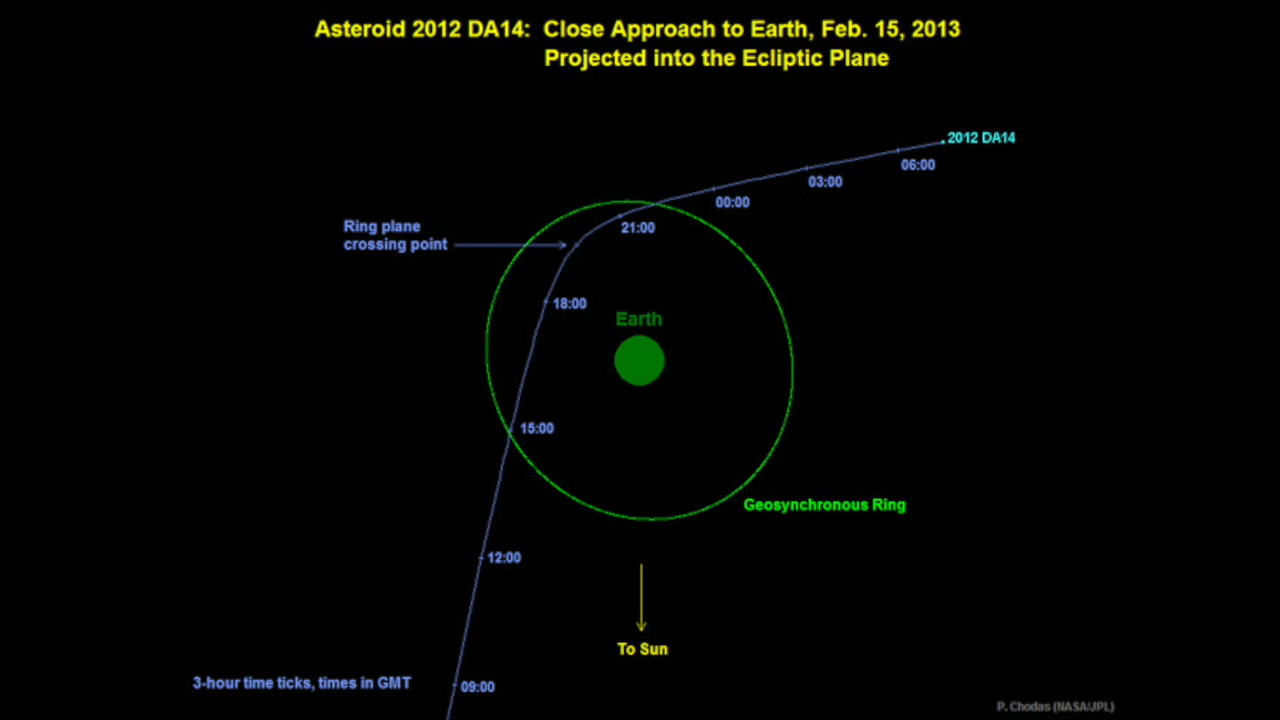 Asteroid 2012 DA14: Close Approach to Earth, Feb. 15, 2013
Projected into the Ecliptic Plane
2012 DA14
06:00
03:00
00:00
Ring plane
crossing point
21:00
18:00
Earth
15:00
Geosynchronous Ring
12:00
To Sun
3-hour time ticks, times in GMT
09:00
P. Chodas (NASA/JPL)